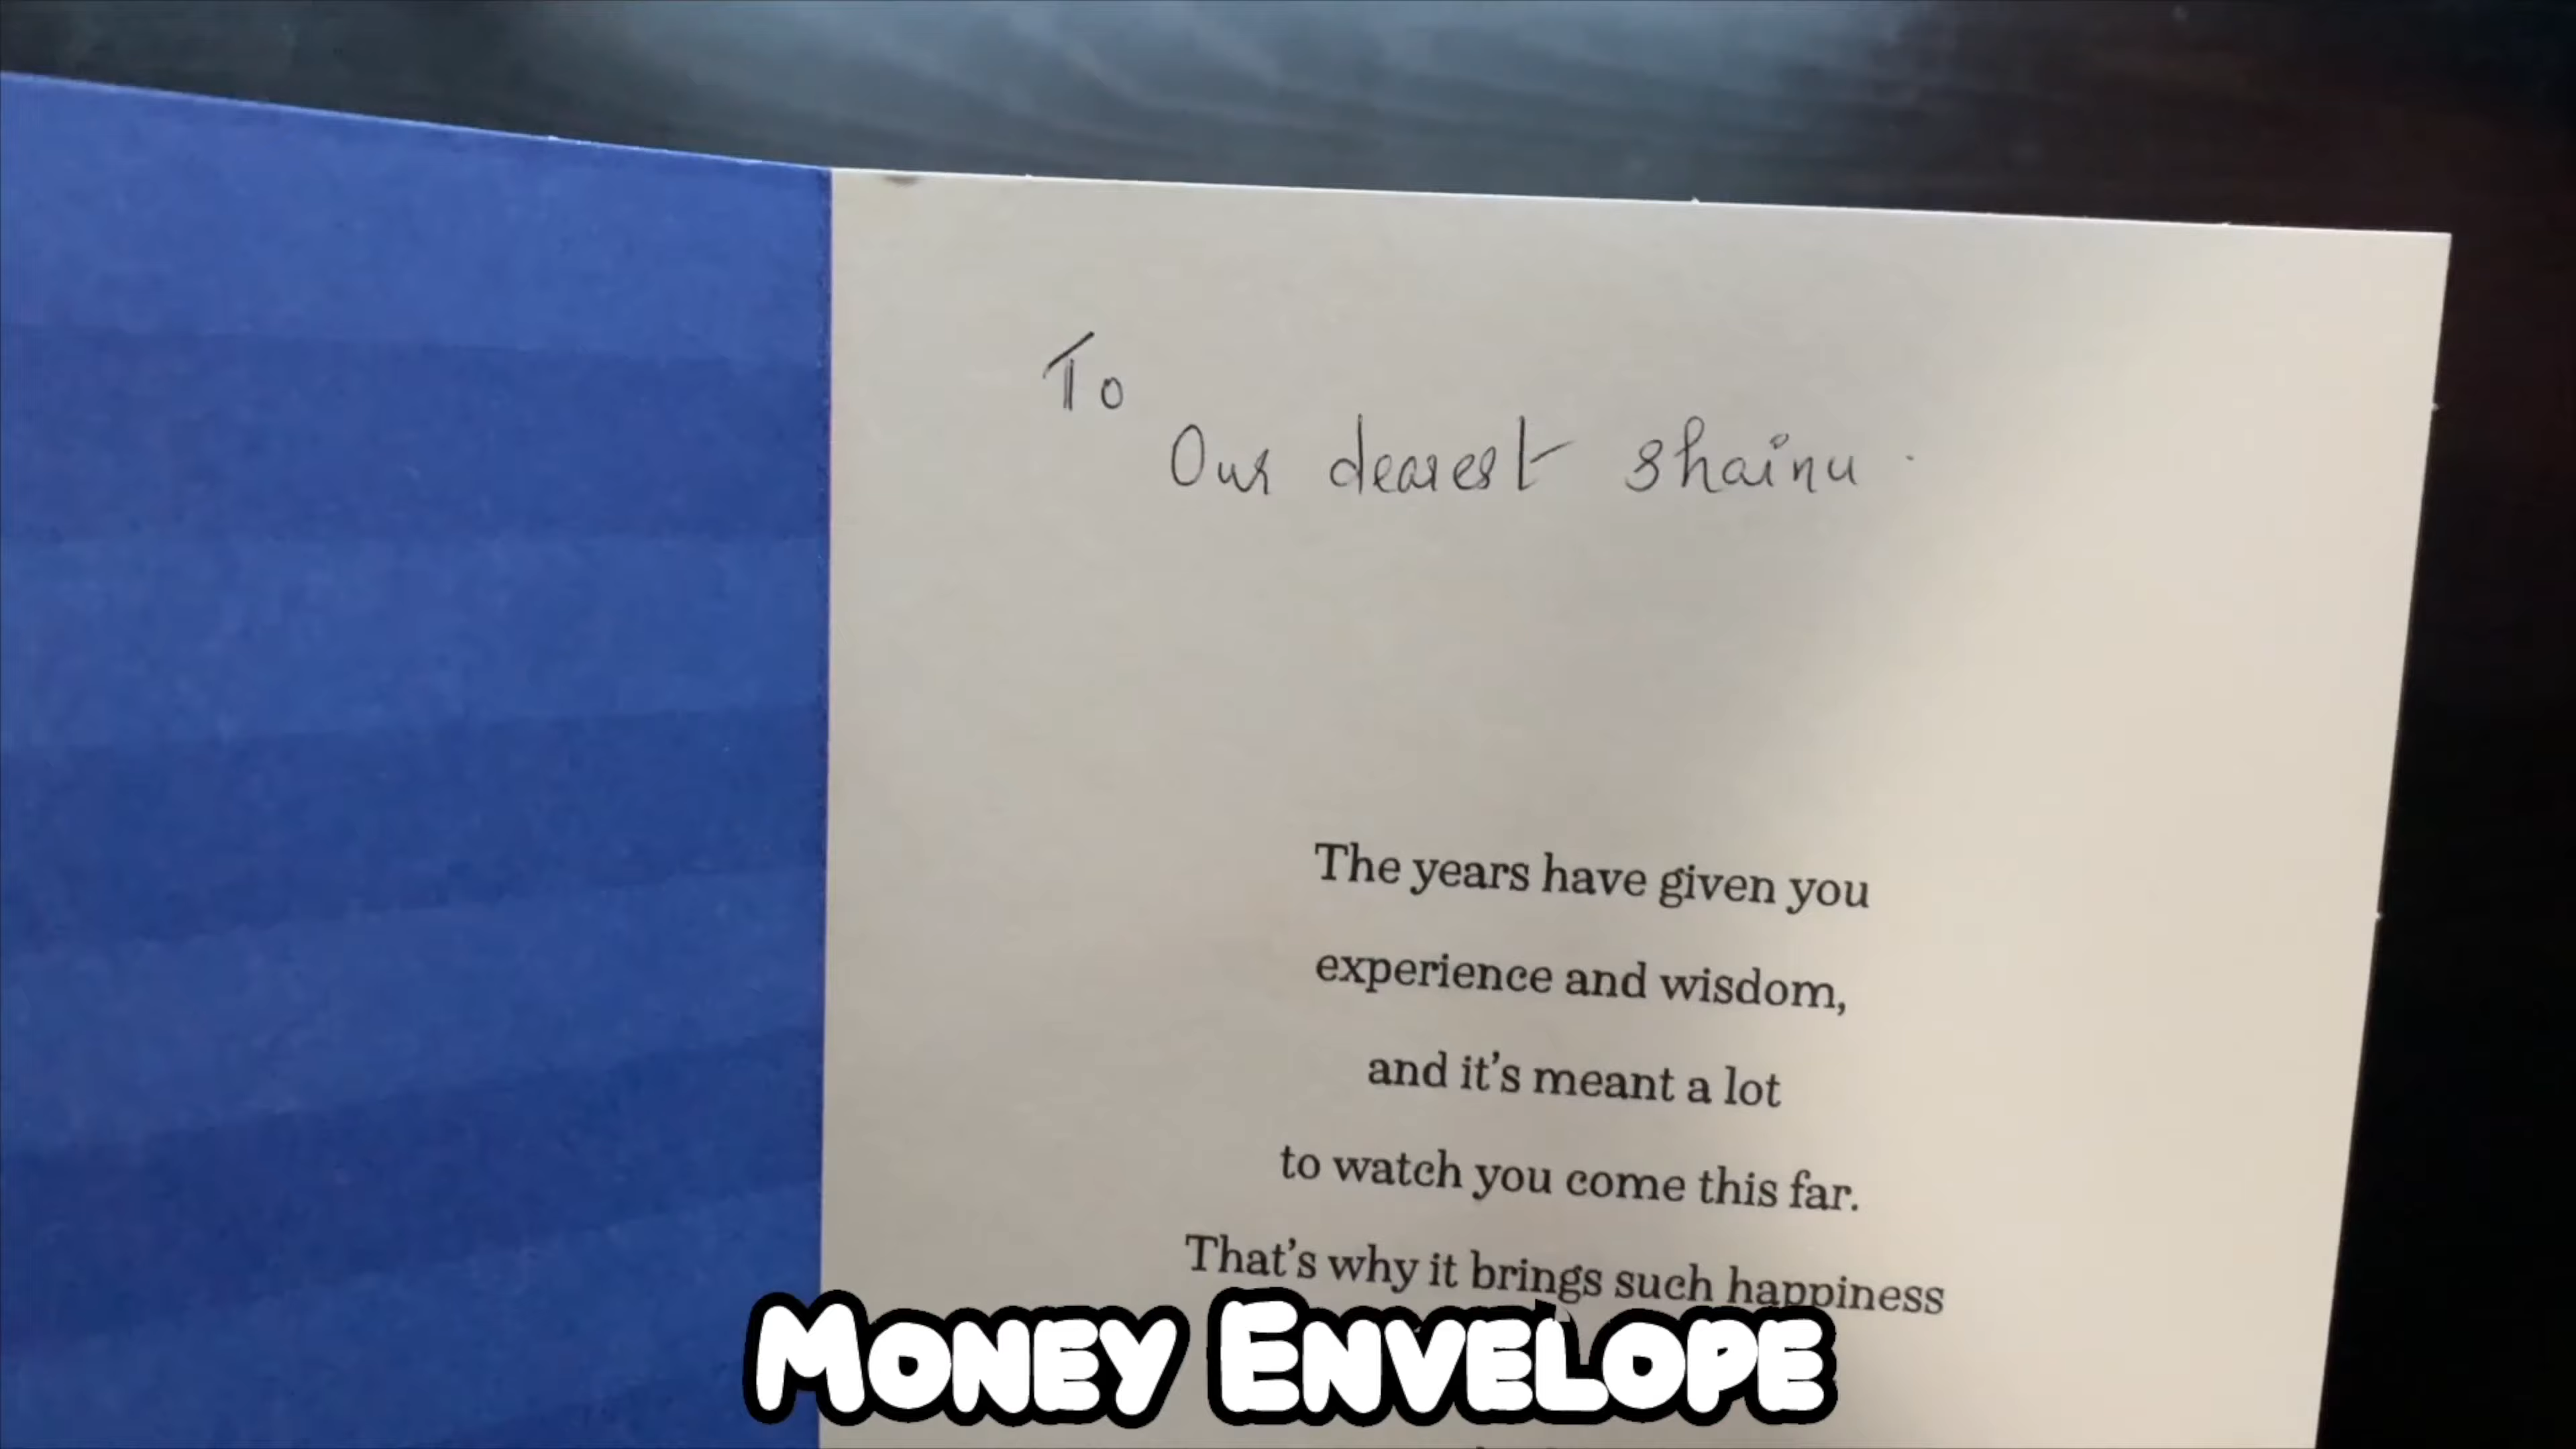 To
Our dearest shainu.
The years have given you
experience and wisdom,
and it's meant a lot
to watch you come this far.
That's why it brings such happiness
MONEY ENVELOPE